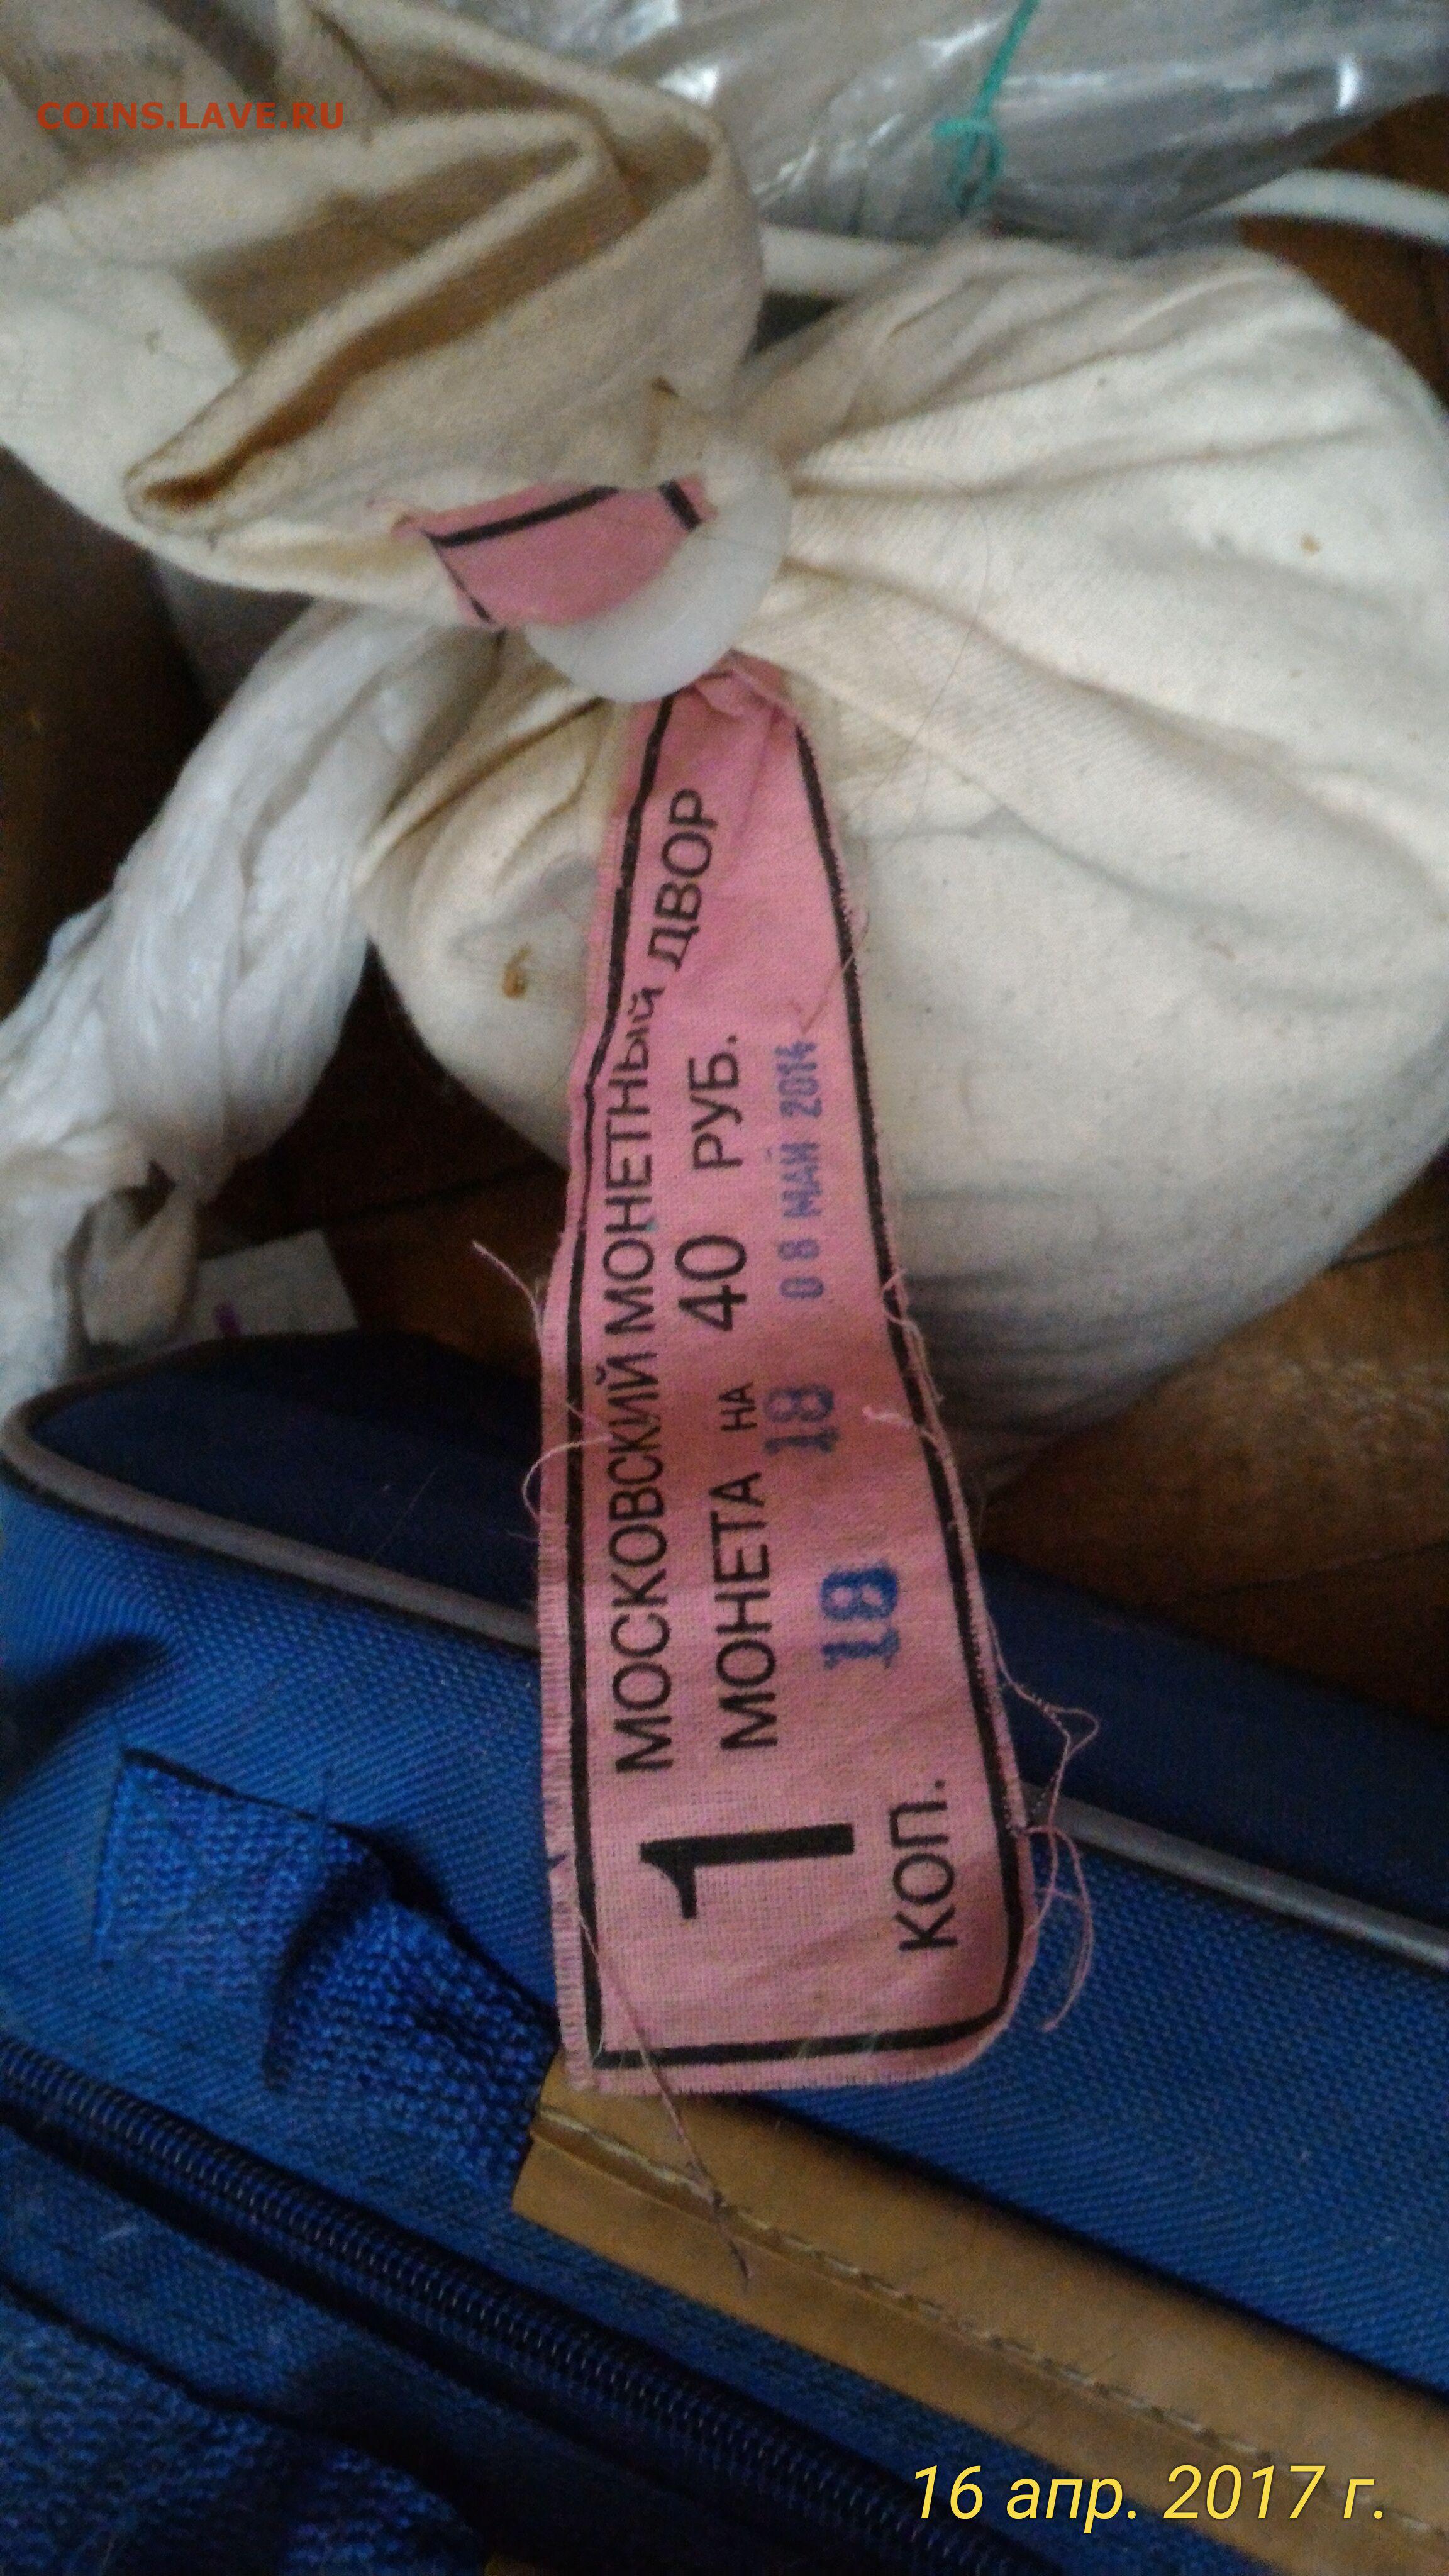 COINS.LAVE.RU
МОСКОВСКИЙ МОНЕТНЫЙ ДВОР
МОНЕТА НА 40 РУБ.
18 08 МАЙ 2014
18
1
КОП.
16 апр. 2017 г.